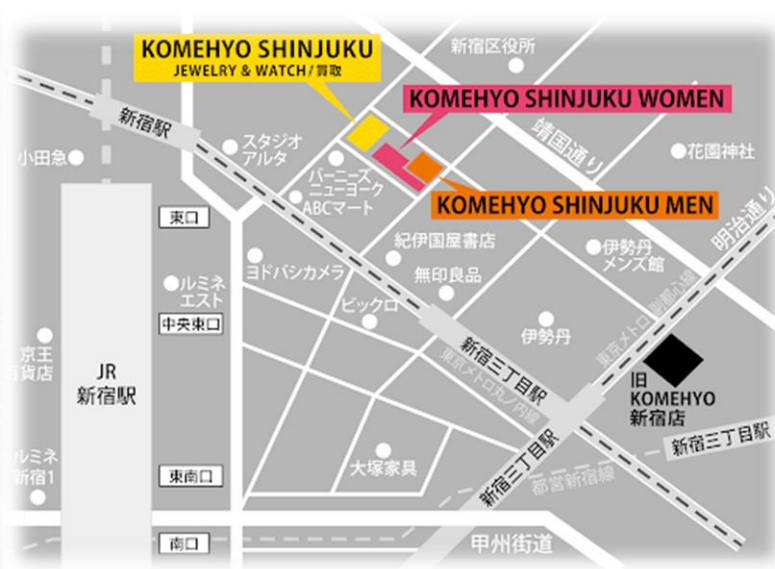 KOMEHYO SHINJUKU
JEWELRY & WATCH/買取
新宿区役所
KOMEHYO SHINJUKU WOMEN
新宿駅
小田急
スタジオ
アルタ
靖国通り
花園神社
バーニーズ
ニューヨーク
ABCマート
KOMEHYO SHINJUKU MEN
東口
紀伊国屋書店
伊勢丹
メンズ館
明治通り
ヨドバシカメラ
無印良品
ルミネ
エスト
ビックロ
中央東口
伊勢丹
東京メトロ 副都心線
京王
百貨店
JR
新宿駅
新宿三丁目駅
東京メトロ丸ノ内線
旧
KOMEHYO
新宿店
新宿三丁目駅
ルミネ
新宿1
大塚家具
東南口
新宿三丁目駅
都営新宿線
南口
甲州街道